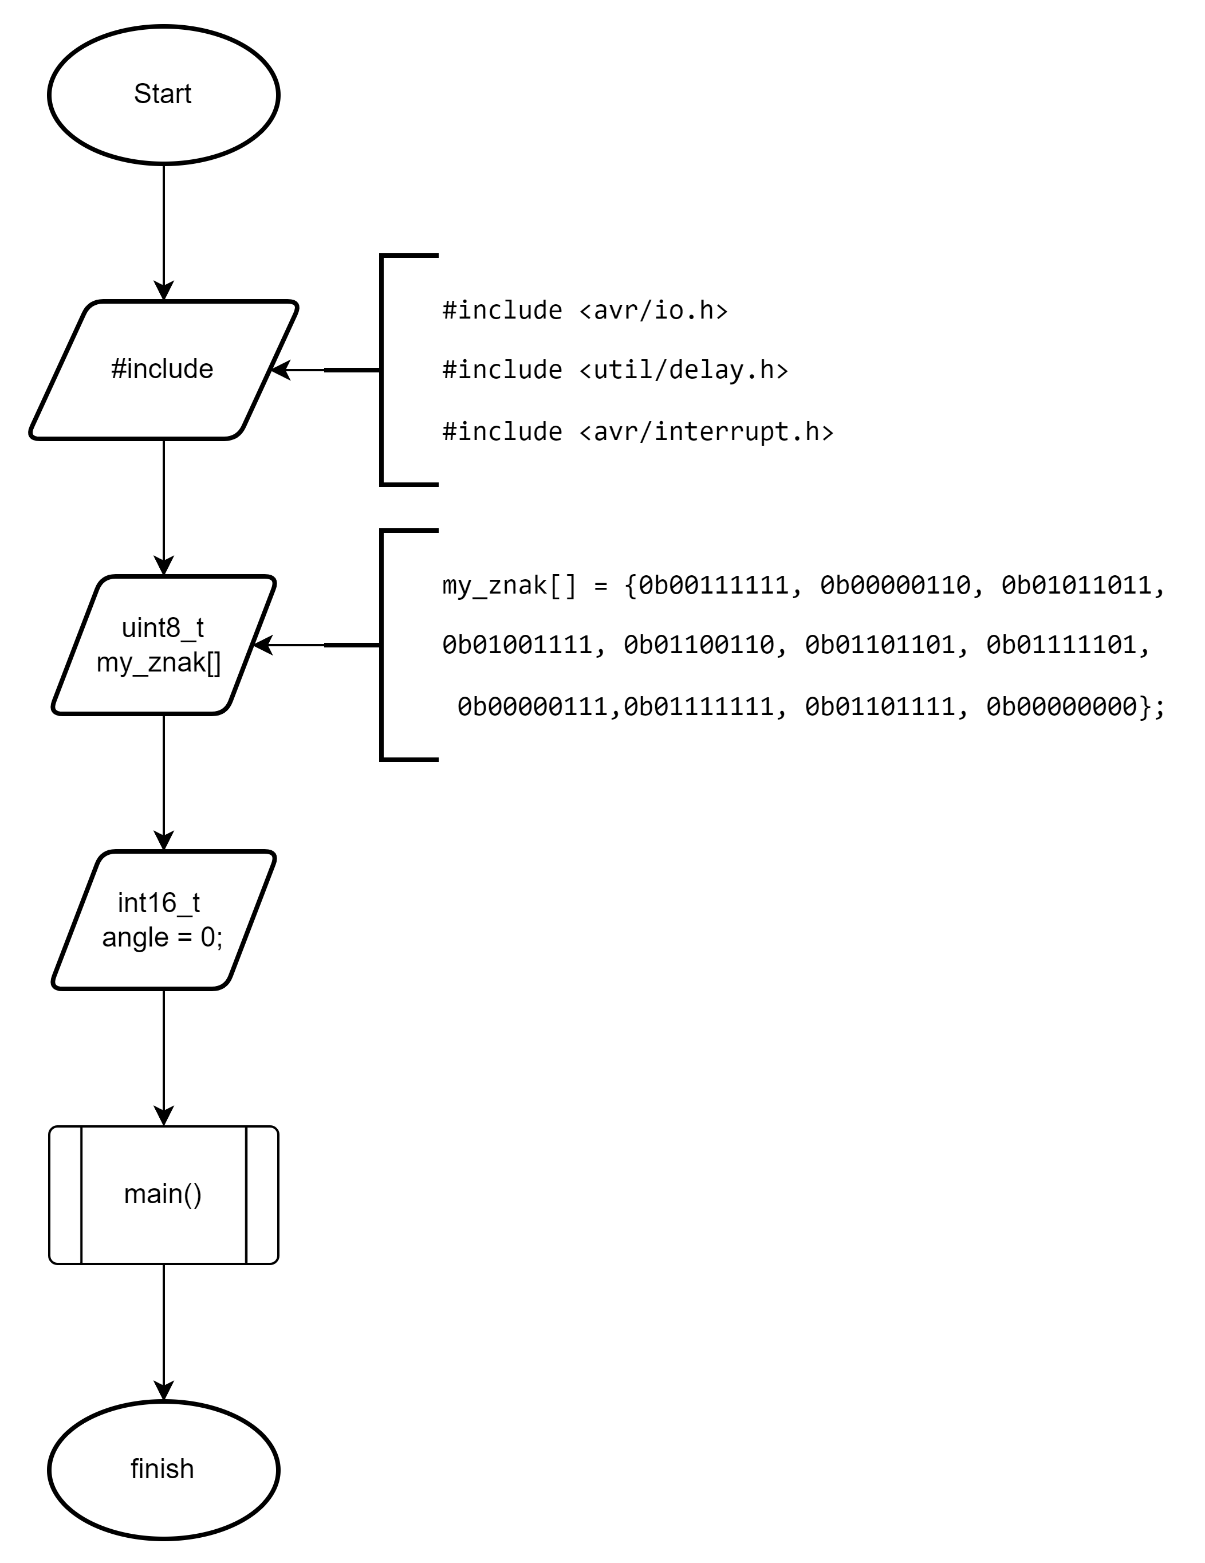 Start
#include
#include <avr/io.h>
#include <util/delay.h>
#include <avr/interrupt.h>
uint8_t
my_znak[]
my_znak[] = {0b00111111, 0b00000110, 0b01011011,
0b01001111, 0b01100110, 0b01101101, 0b01111101,
0b00000111,0b01111111, 0b01101111, 0b00000000};
int16_t
angle = 0;
main()
finish